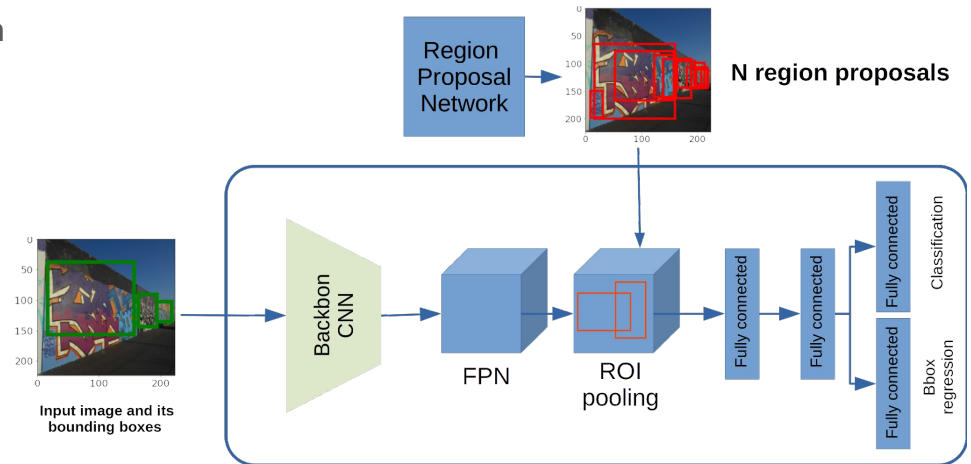 n
Region
Proposal
Network
0
50
100
150
200
0
100
200
N region proposals
0
50
100
150
200
0
100
200
Input image and its
bounding boxes
Backbon
CNN
FPN
ROI
pooling
Fully connected
Fully connected
Fully connected
Classification
Fully connected
Bbox
regression